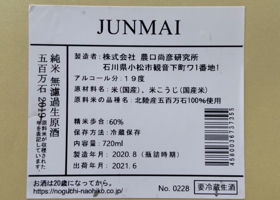 JUNMAI
製造者：株式会社 農口尚彦研究所
石川県小松市観音下町ワ1番地1
アルコール分：19度
原材料名：米(国産)、米こうじ(国産米)
原料米の品種名：北陸産五百万石100%使用
精米歩合：60%
保存方法：冷蔵保存
内容量：720ml
製造年月：2020.8（瓶詰時期）
出荷年月：2021.6
純米 無濾過生原酒
五百万石 2019
お酒は20歳になってから。
https://noguchi-naohiko.co.jp
No. 0228
要冷蔵生酒